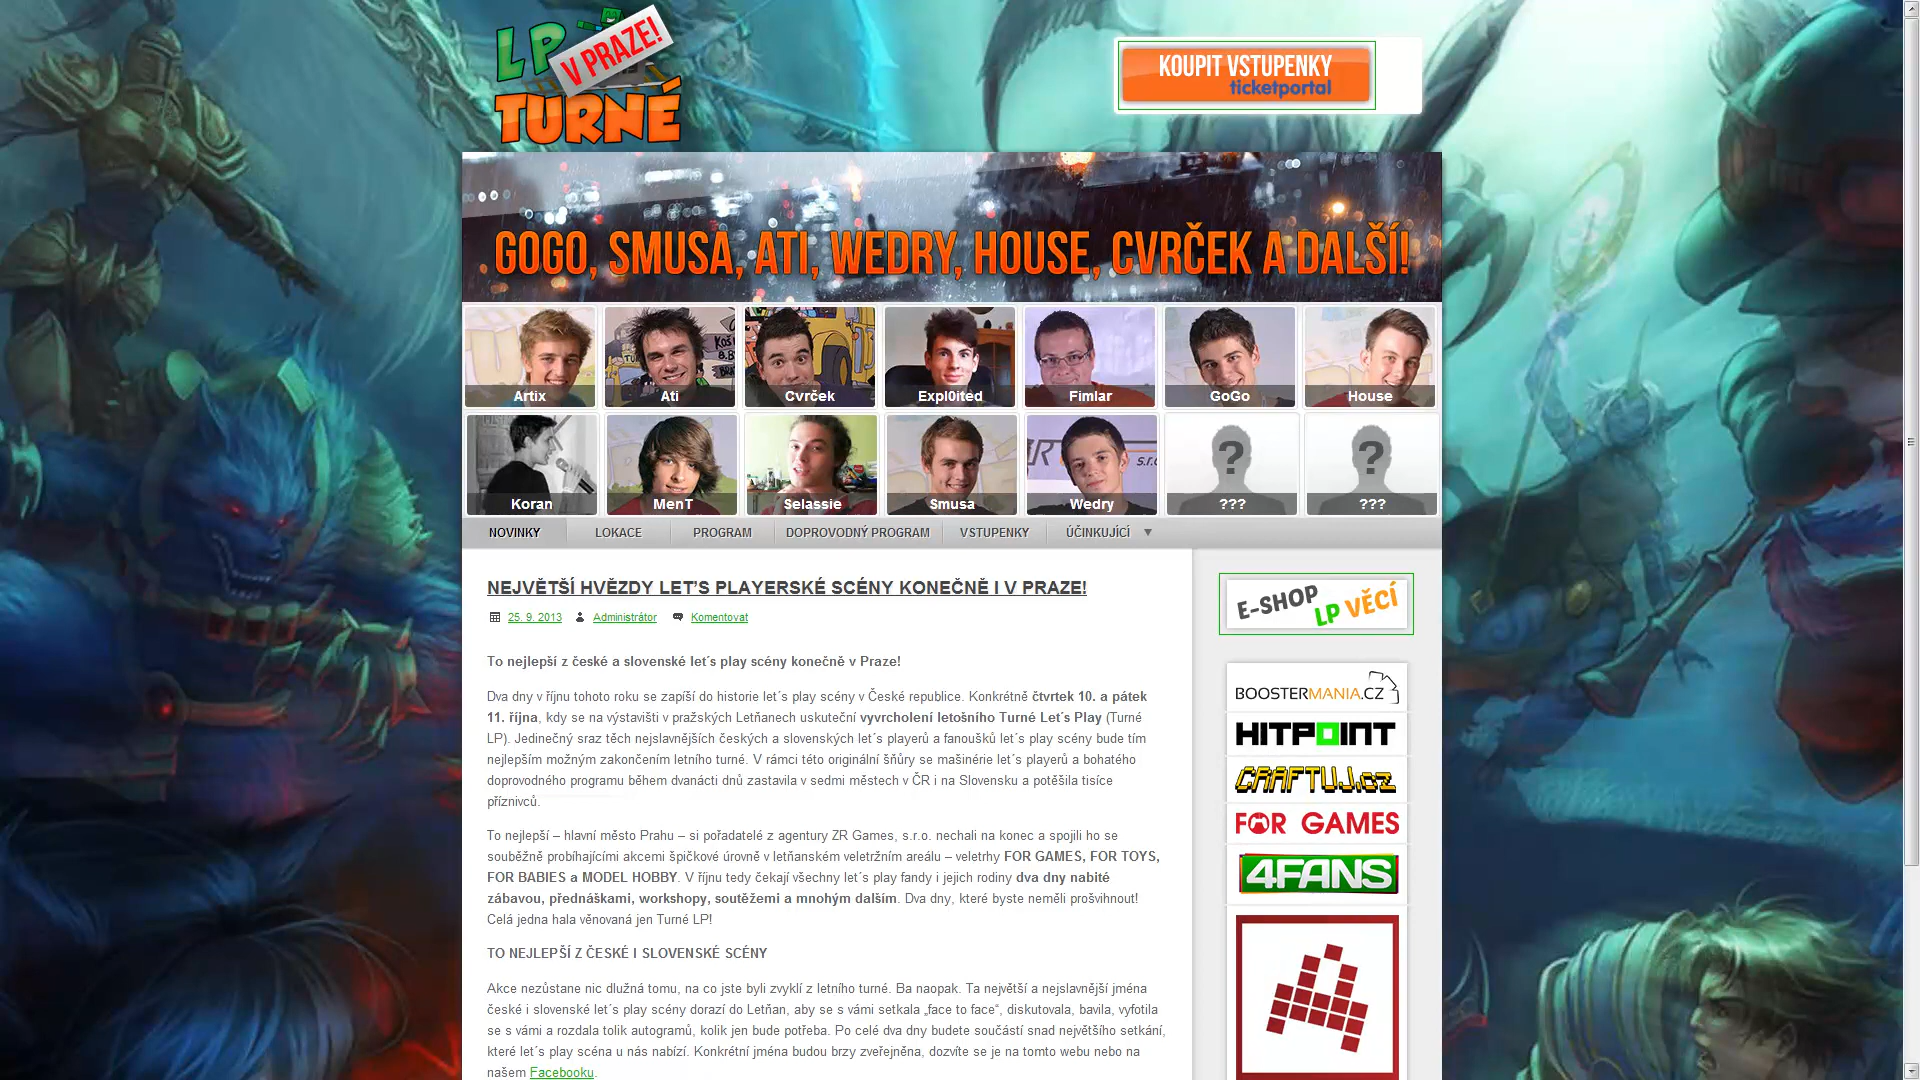 LP
V PRAZE!
TURNÉ
KOUPIT VSTUPENKY
ticketportal
GOGO, SMUSA, ATI, WEDRY, HOUSE, CVRČEK A DALŠÍ!
Artix
Ati
Cvrček
Expl0ited
Fimlar
GoGo
House
Koran
MenT
Selassie
Smusa
Wedry
???
???
NOVINKY
LOKACE
PROGRAM
DOPROVODNÝ PROGRAM
VSTUPENKY
ÚČINKUJÍCÍ
NEJVĚTŠÍ HVĚZDY LET’S PLAYERSKÉ SCÉNY KONEČNĚ I V PRAZE!
25. 9. 2013 Administrátor Komentovat
To nejlepší z české a slovenské let´s play scény konečně v Praze!
Dva dny v říjnu tohoto roku se zapíší do historie let´s play scény v České republice. Konkrétně čtvrtek 10. a pátek
11. října, kdy se na výstavišti v pražských Letňanech uskuteční vyvrcholení letošního Turné Let´s Play (Turné
LP). Jedinečný sraz těch nejslavnějších českých a slovenských let´s playerů a fanoušků let´s play scény bude tím
nejlepším možným zakončením letního turné. V rámci této originální šňůry se mašinérie let´s playerů a bohatého
doprovodného programu během dvanácti dnů zastavila v sedmi městech v ČR i na Slovensku a potěšila tisíce
příznivců.
To nejlepší – hlavní město Prahu – si pořadatelé z agentury ZR Games, s.r.o. nechali na konec a spojili ho se
souběžně probíhajícími akcemi špičkové úrovně v letňanském veletržním areálu – veletrhy FOR GAMES, FOR TOYS,
FOR BABIES a MODEL HOBBY. V říjnu tedy čekají všechny let´s play fandy i jejich rodiny dva dny nabité
zábavou, přednáškami, workshopy, soutěžemi a mnohým dalším. Dva dny, které byste neměli prošvihnout!
Celá jedna hala věnovaná jen Turné LP!
TO NEJLEPŠÍ Z ČESKÉ I SLOVENSKÉ SCÉNY
Akce nezůstane nic dlužná tomu, na co jste byli zvyklí z letního turné. Ba naopak. Ta největší a nejslavnější jména
české i slovenské let´s play scény dorazí do Letňan, aby se s vámi setkala „face to face“, diskutovala, bavila, vyfotila
se s vámi a rozdala tolik autogramů, kolik jen bude potřeba. Po celé dva dny budete součástí snad největšího setkání,
které let´s play scéna u nás nabízí. Konkrétní jména budou brzy zveřejněna, dozvíte se je na tomto webu nebo na
našem Facebooku.
E-SHOP
LP VĚCÍ
BOOSTERMANIA.CZ
HITPOINT
CRAFTUJ.CZ
FOR GAMES
4FANS